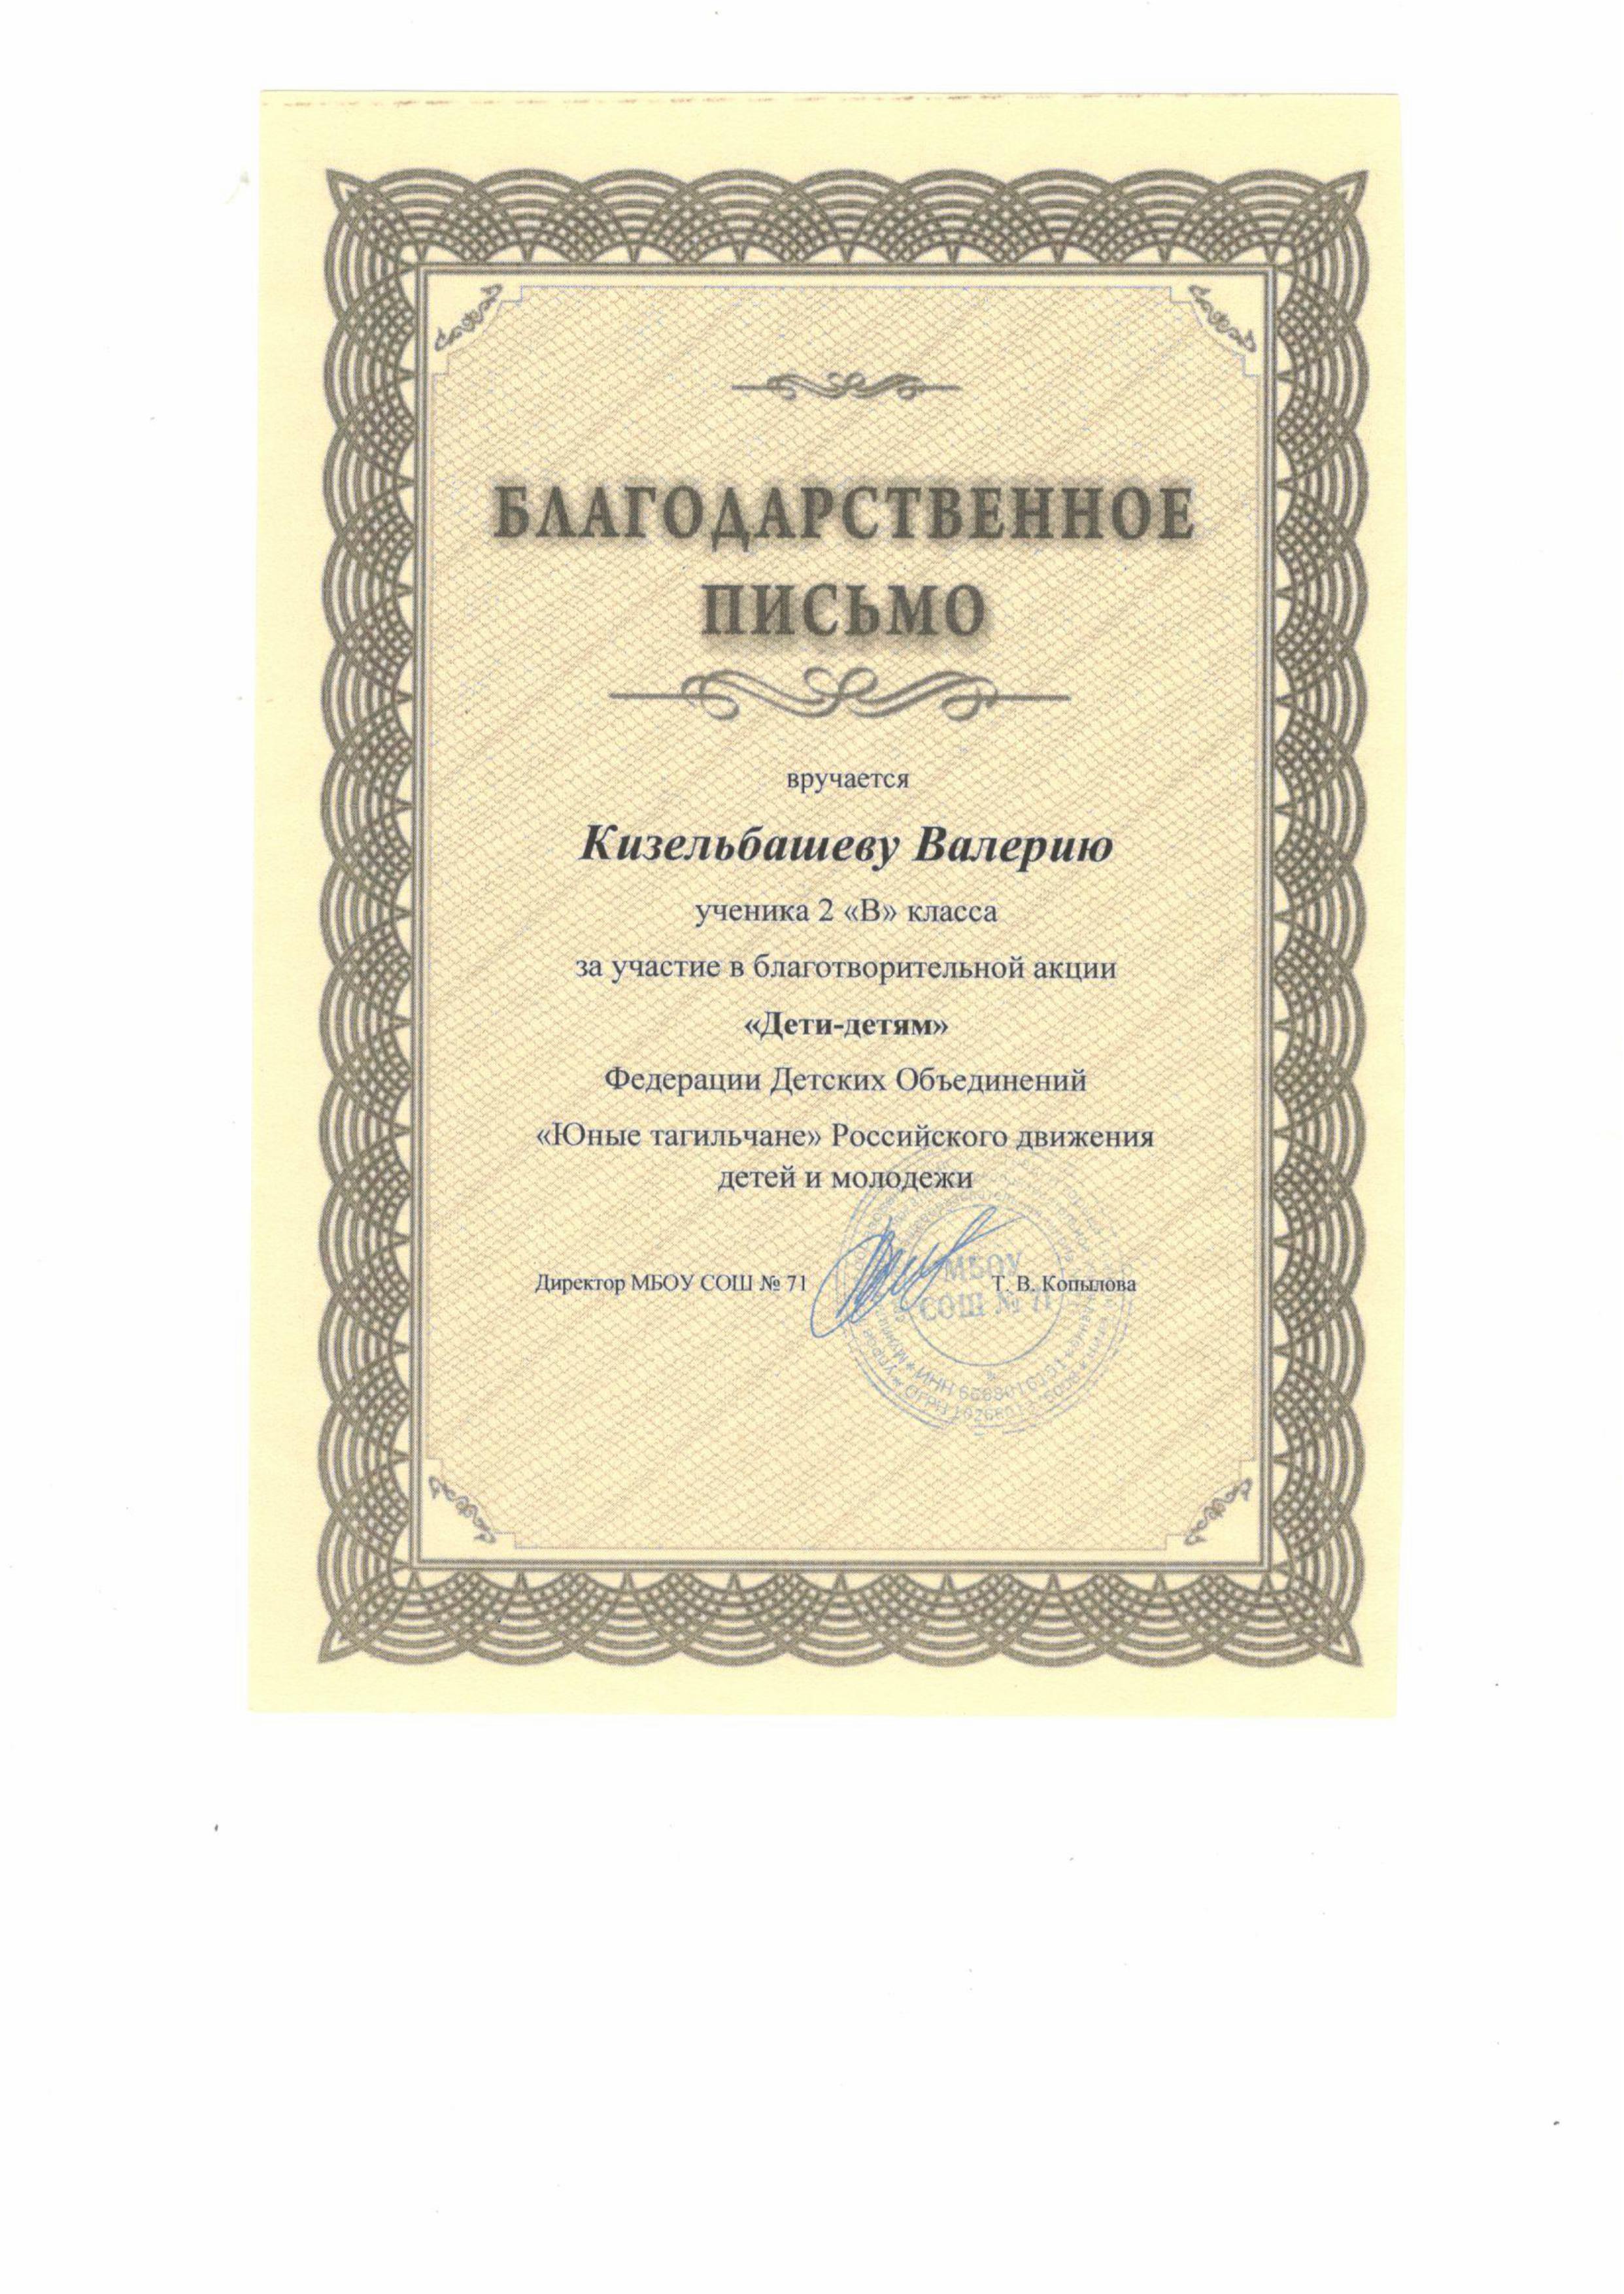 БЛАГОДАРСТВЕННОЕ
ПИСЬМО
вручается
Кизельбашеву Валерию
ученика 2 «В» класса
за участие в благотворительной акции
«Дети-детям»
Федерации Детских Объединений
«Юные тагильчане» Российского движения
детей и молодежи
Директор МБОУ СОШ № 71 Т. В. Копылова
МБОУ
СОШ № 71